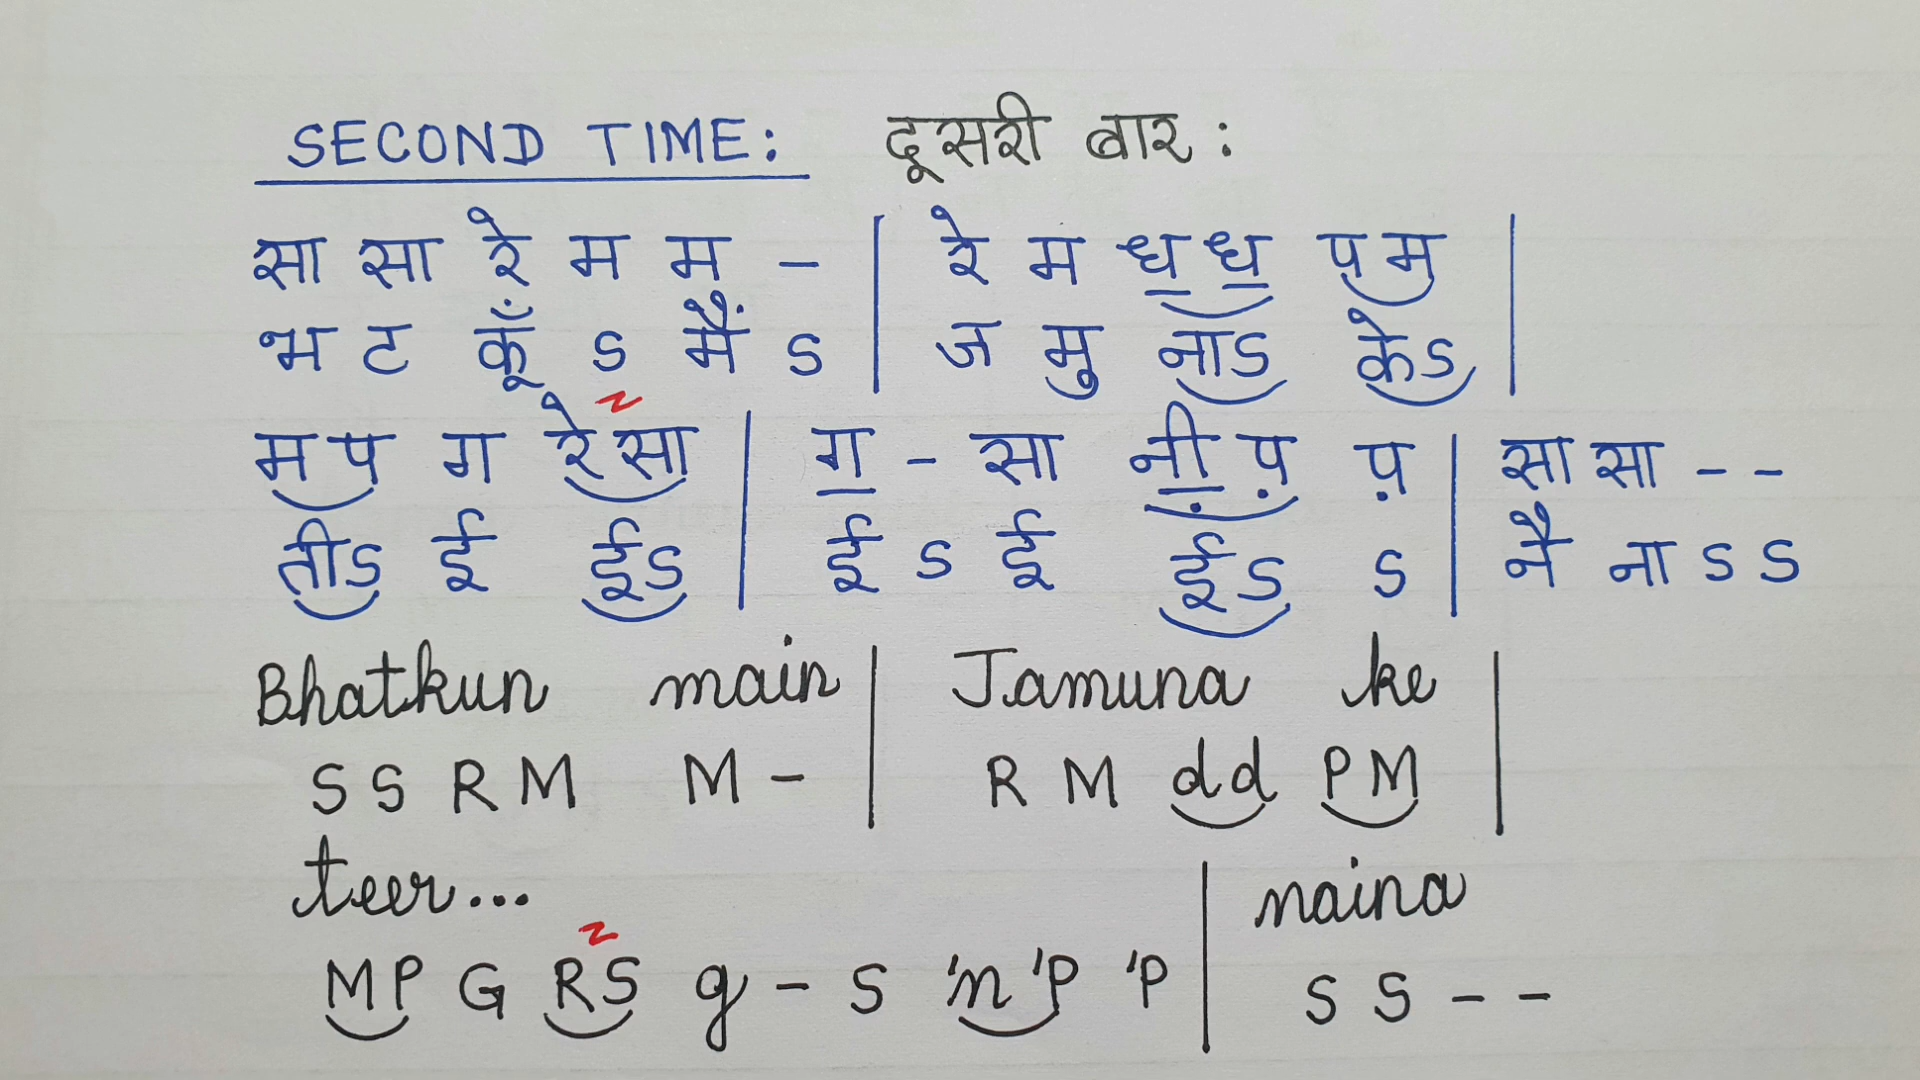 SECOND TIME: दूसरी बार :
सा सा रे म म - | रे म ध॒ ध॒ प म |
भ ट कूँ ऽ मैं ऽ | ज मु नाऽ केऽ |
म प ग रे सा | ग॒ - सा ऩी॒ प़ प़ | सा सा - -
तीऽ ई ईऽ | ई ऽ ई ईऽ ऽ | नै ना ऽ ऽ
Bhatkun main | Jamuna ke |
S S R M M - | R M d d P M |
teer... | naina
M P G R S g - S 'n 'P 'P | S S - -